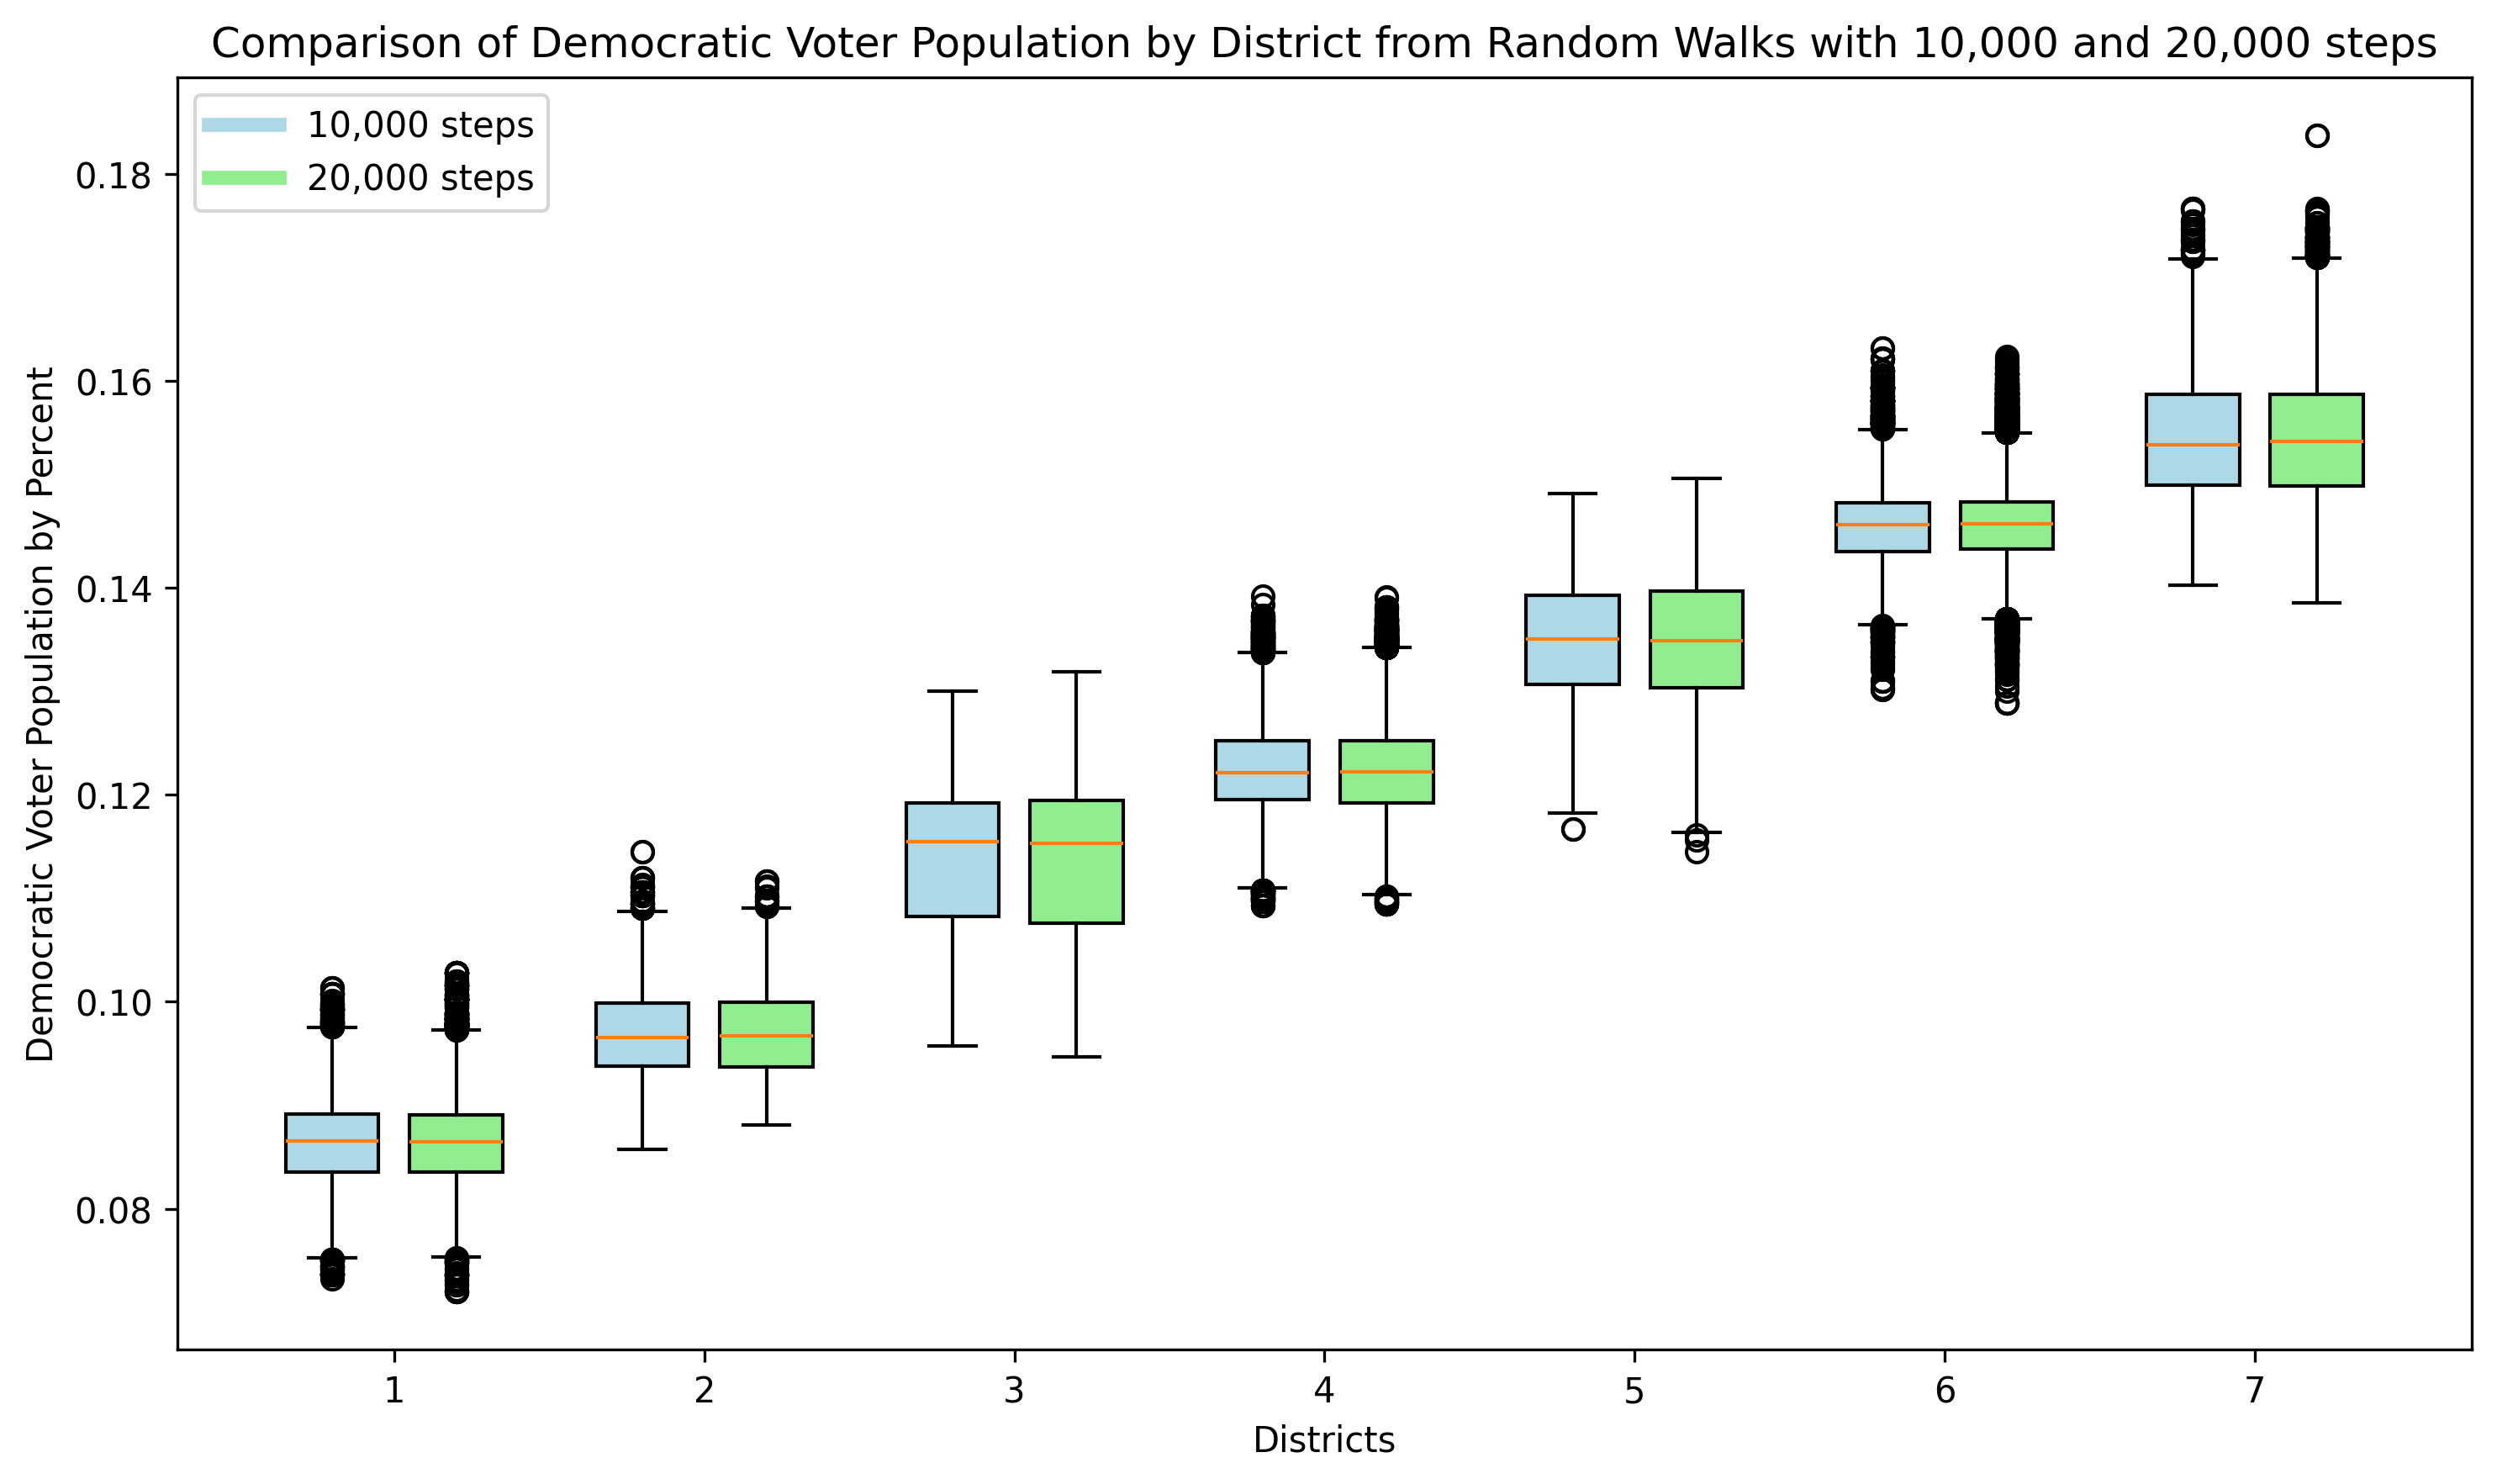 Comparison of Democratic Voter Population by District from Random Walks with 10,000 and 20,000 steps
10,000 steps
20,000 steps
Democratic Voter Population by Percent
0.18
0.16
0.14
0.12
0.10
0.08
1 2 3 4 5 6 7
Districts